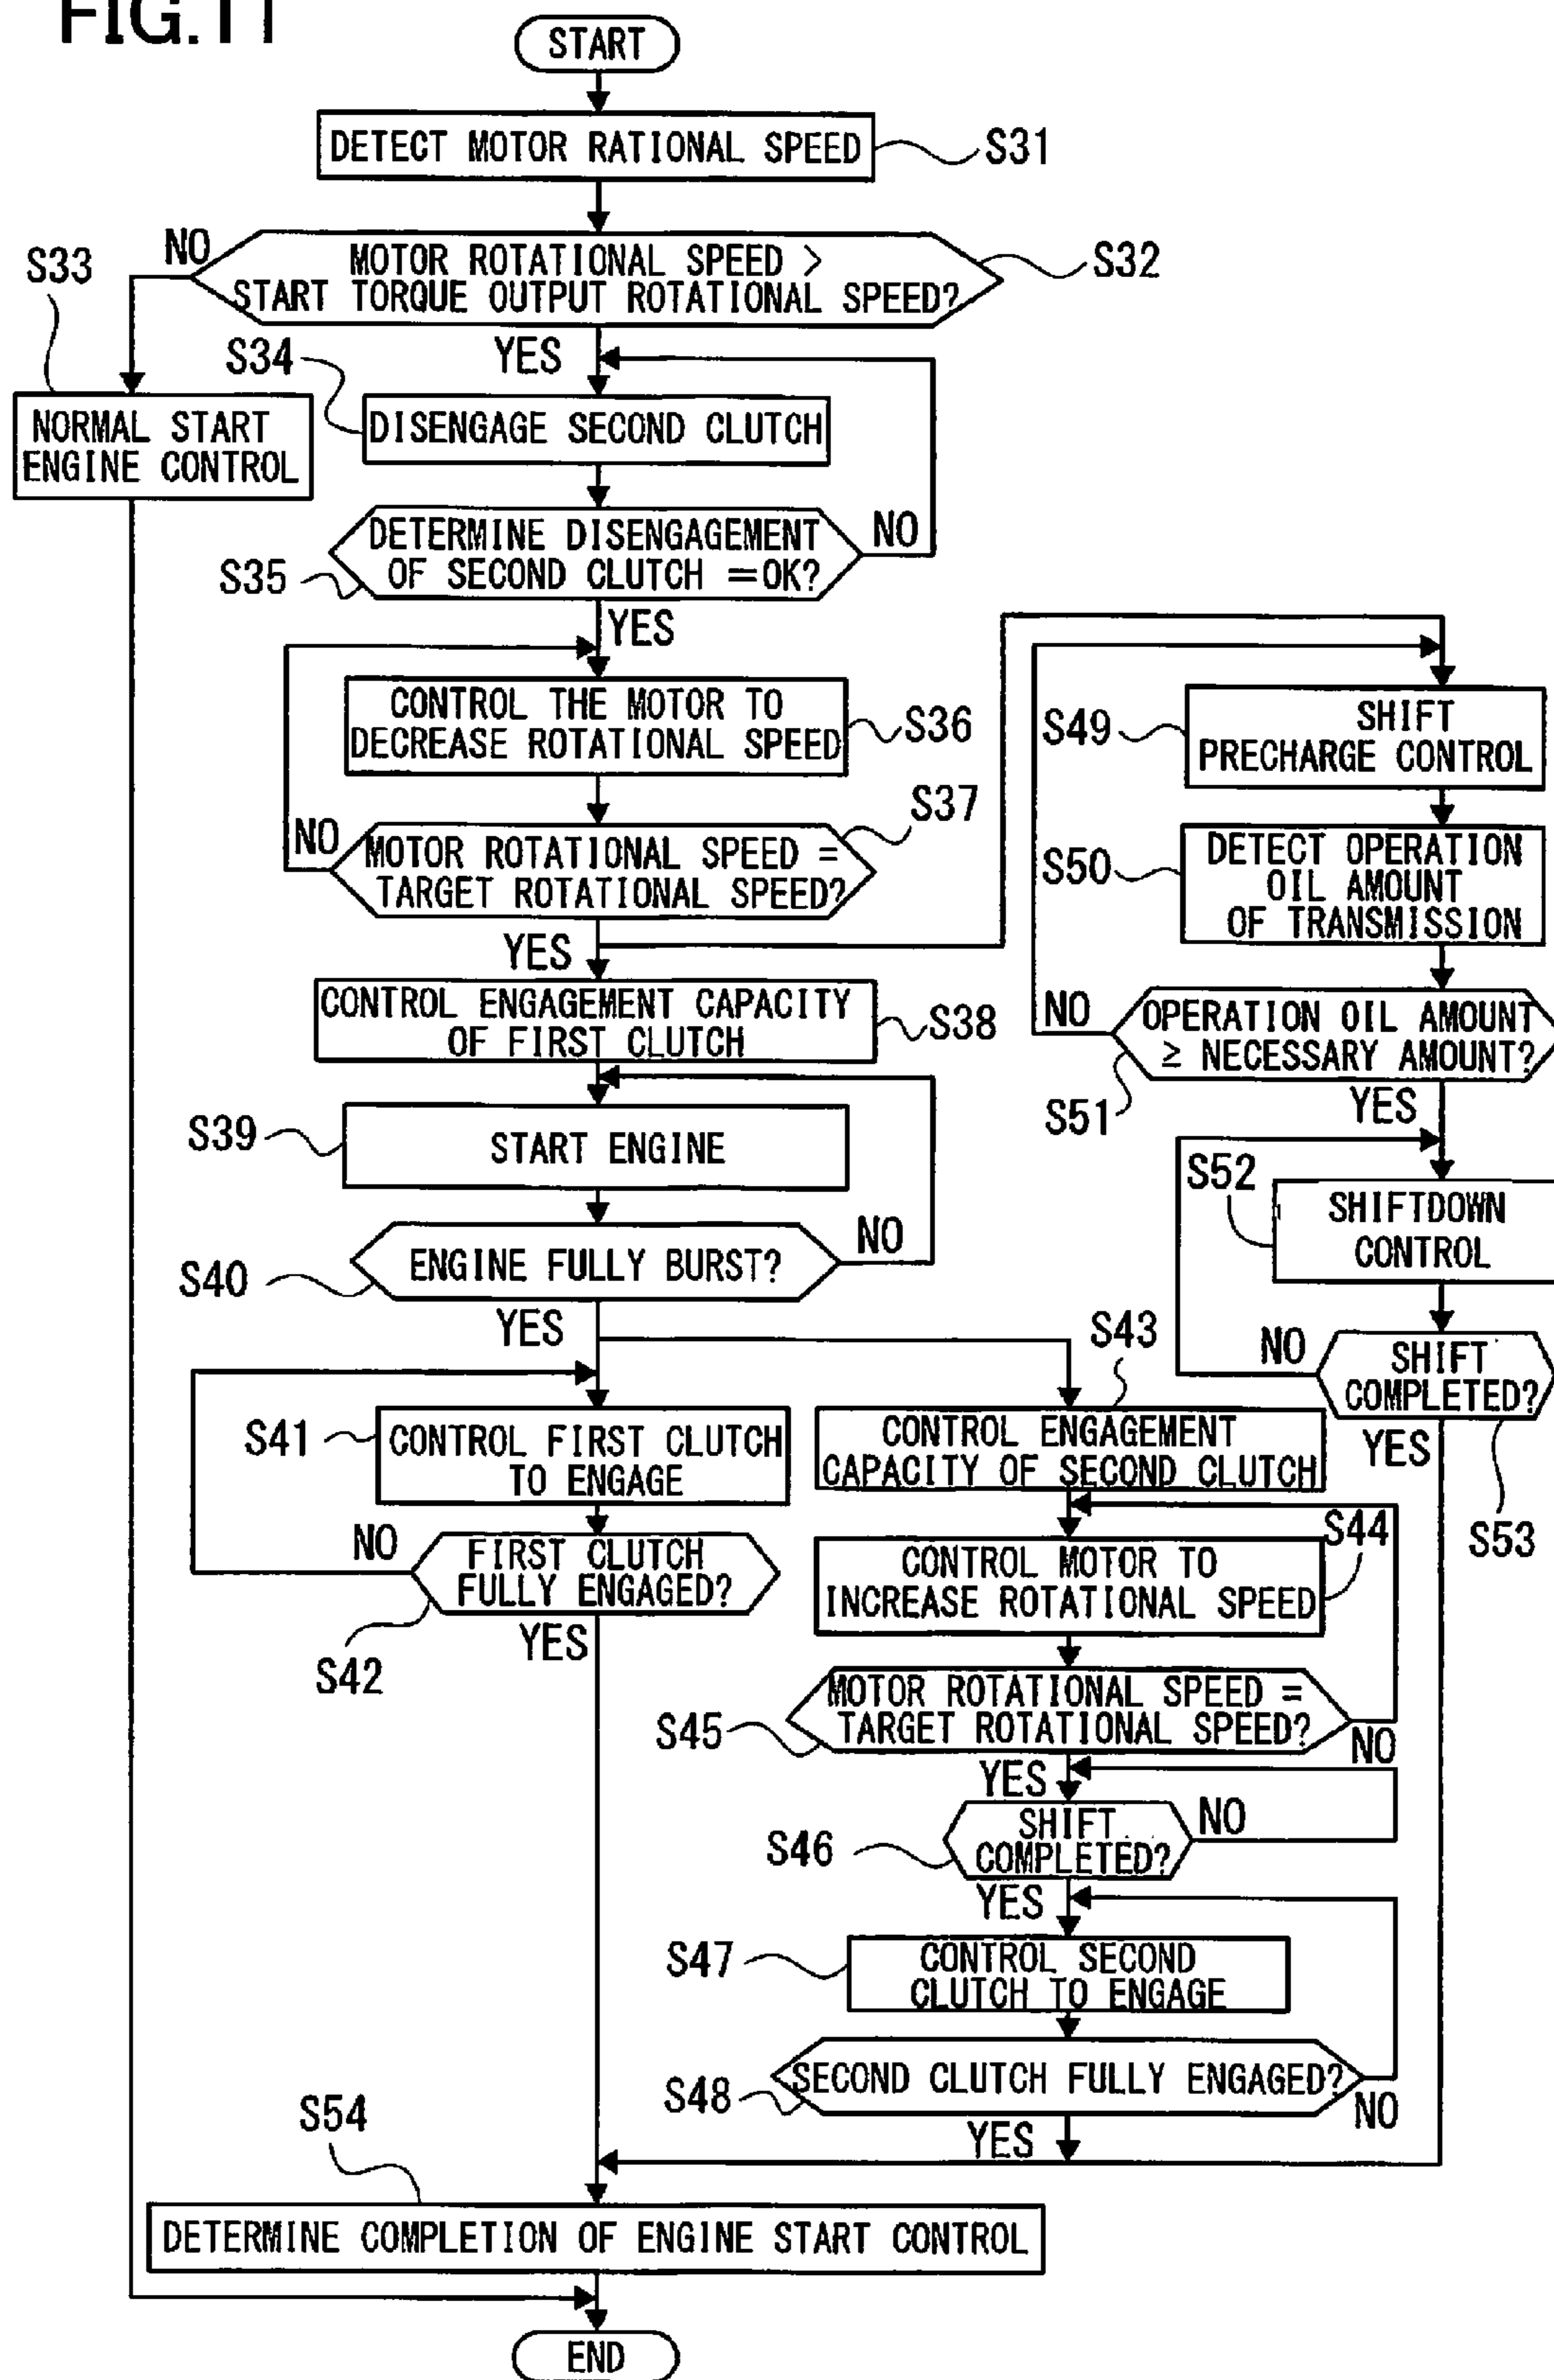 FIG.11
START
DETECT MOTOR RATIONAL SPEED
S31
NO
MOTOR ROTATIONAL SPEED >
START TORQUE OUTPUT ROTATIONAL SPEED?
S32
S33
YES
S34
NORMAL START
ENGINE CONTROL
DISENGAGE SECOND CLUTCH
DETERMINE DISENGAGEMENT
OF SECOND CLUTCH =OK?
NO
S35
YES
CONTROL THE MOTOR TO
DECREASE ROTATIONAL SPEED
S36
MOTOR ROTATIONAL SPEED =
TARGET ROTATIONAL SPEED?
S37
NO
YES
CONTROL ENGAGEMENT CAPACITY
OF FIRST CLUTCH
S38
S39
START ENGINE
ENGINE FULLY BURST?
NO
S40
YES
S41
CONTROL FIRST CLUTCH
TO ENGAGE
NO
FIRST CLUTCH
FULLY ENGAGED?
S42
YES
S43
CONTROL ENGAGEMENT
CAPACITY OF SECOND CLUTCH
S44
CONTROL MOTOR TO
INCREASE ROTATIONAL SPEED
MOTOR ROTATIONAL SPEED =
TARGET ROTATIONAL SPEED?
S45
NO
YES
SHIFT
COMPLETED?
NO
S46
YES
S47
CONTROL SECOND
CLUTCH TO ENGAGE
SECOND CLUTCH FULLY ENGAGED?
S48
NO
YES
S49
SHIFT
PRECHARGE CONTROL
S50
DETECT OPERATION
OIL AMOUNT
OF TRANSMISSION
NO
OPERATION OIL AMOUNT
≥ NECESSARY AMOUNT?
S51
YES
S52
SHIFTDOWN
CONTROL
NO
SHIFT
COMPLETED?
YES
S53
S54
DETERMINE COMPLETION OF ENGINE START CONTROL
END